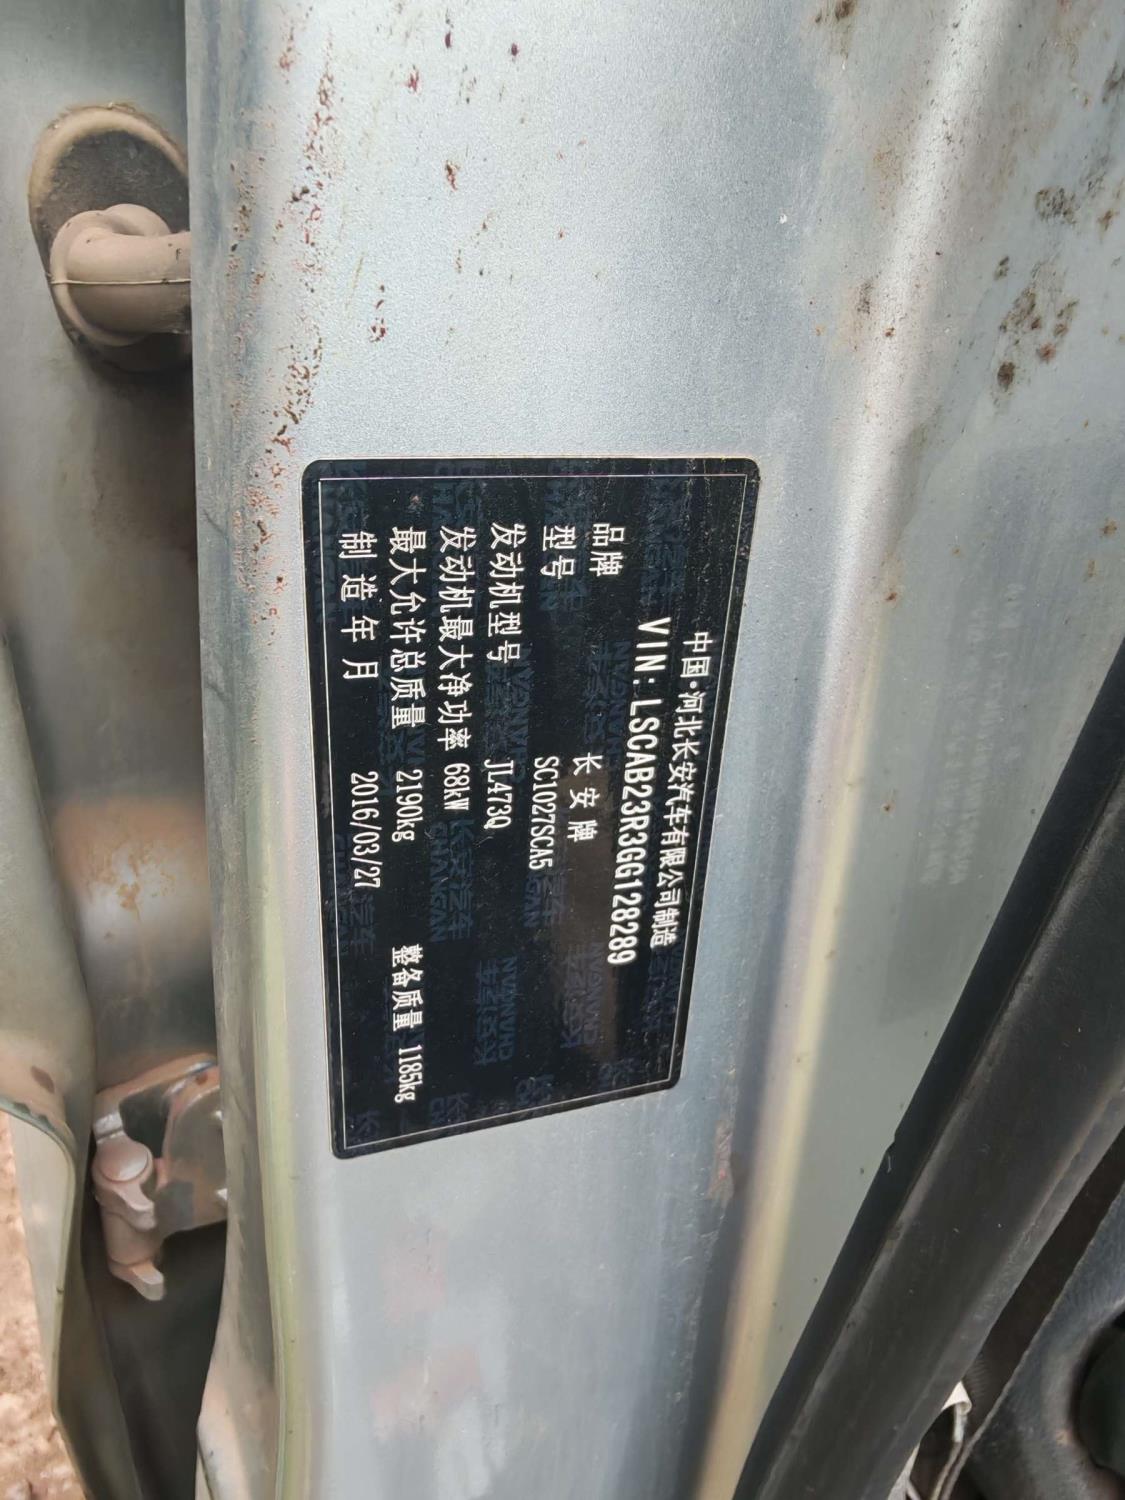 中国·河北长安汽车有限公司制造
VIN: LSCAB23R3GG128289
品牌 长安牌
型号 SC1027SCA5
发动机型号 JL473Q
发动机最大净功率 68kW
最大允许总质量 2190kg 整备质量 1185kg
制造年月 2016/03/27